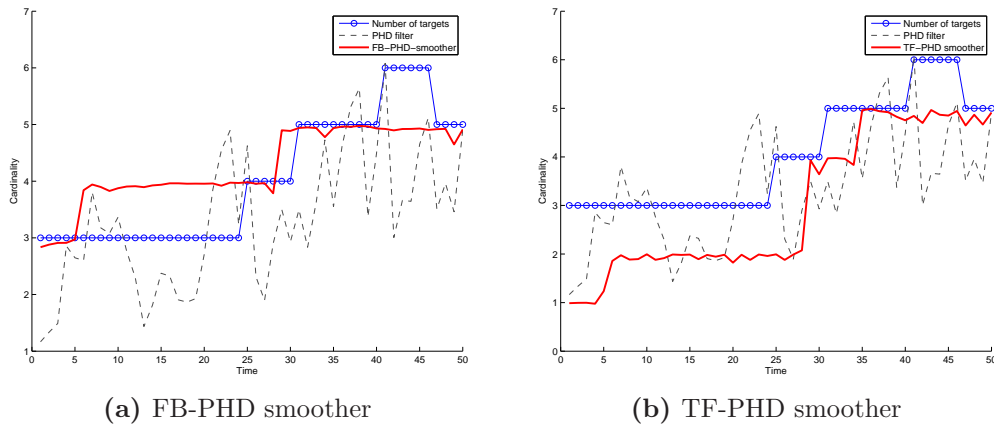 7
6
5
4
3
2
1
Cardinality
0 5 10 15 20 25 30 35 40 45 50
Time
Number of targets
PHD filter
FB−PHD−smoother
(a) FB-PHD smoother
7
6
5
4
3
2
1
0
Cardinality
0 5 10 15 20 25 30 35 40 45 50
Time
Number of targets
PHD filter
TF−PHD smoother
(b) TF-PHD smoother